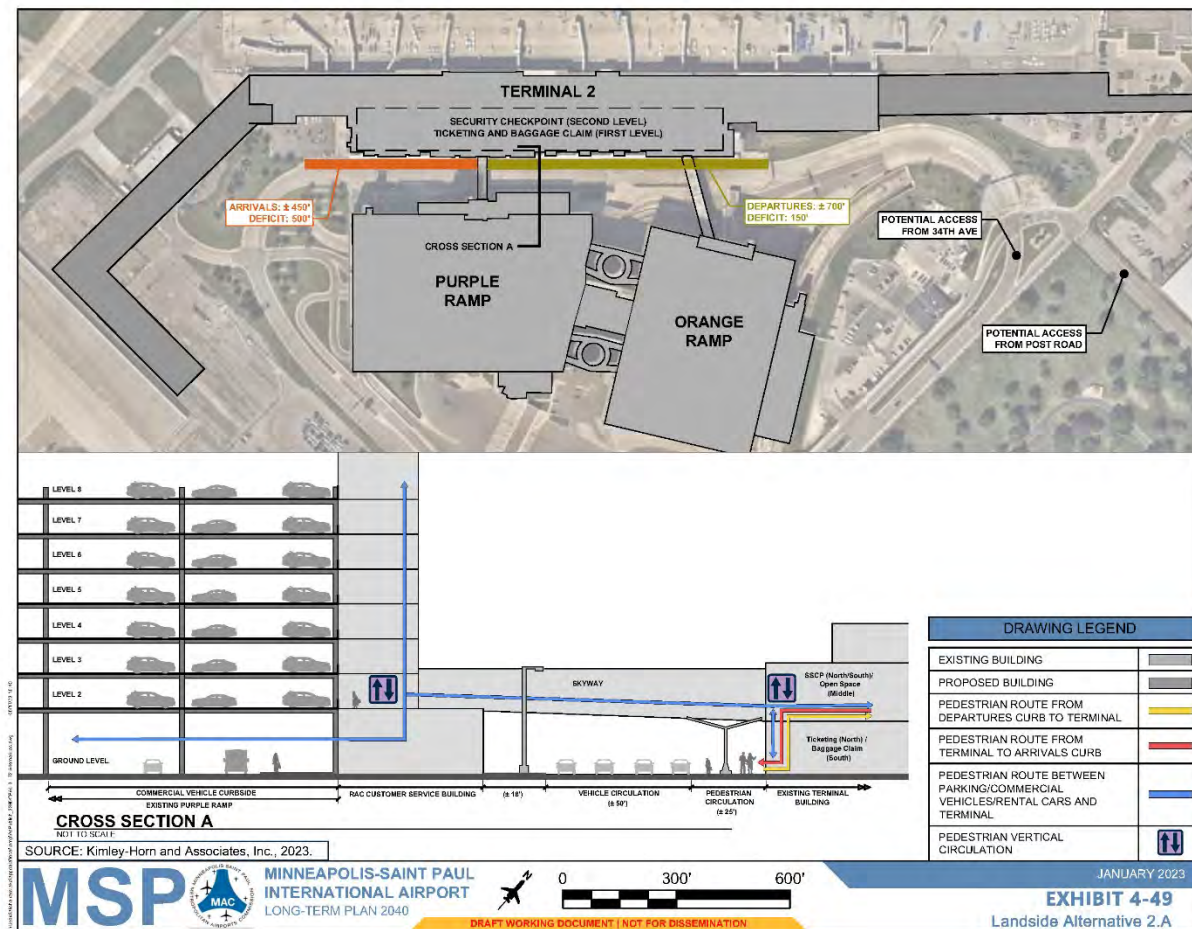 TERMINAL 2
SECURITY CHECKPOINT (SECOND LEVEL)
TICKETING AND BAGGAGE CLAIM (FIRST LEVEL)
ARRIVALS: ± 450'
DEFICIT: 500'
DEPARTURES: ± 700'
DEFICIT: 150'
CROSS SECTION A
POTENTIAL ACCESS
FROM 34TH AVE
PURPLE
RAMP
ORANGE
RAMP
POTENTIAL ACCESS
FROM POST ROAD
LEVEL 8
LEVEL 7
LEVEL 6
LEVEL 5
LEVEL 4
LEVEL 3
LEVEL 2
GROUND LEVEL
SKYWAY
SSCP (North/South)/
Open Space
(Middle)
Ticketing (North) /
Baggage Claim
(South)
COMMERCIAL VEHICLE CURBSIDE
EXISTING PURPLE RAMP
RAC CUSTOMER SERVICE BUILDING
(± 18')
VEHICLE CIRCULATION
(± 50')
PEDESTRIAN
CIRCULATION
(± 25')
EXISTING TERMINAL
BUILDING
CROSS SECTION A
NOT TO SCALE
SOURCE: Kimley-Horn and Associates, Inc., 2023.
DRAWING LEGEND
EXISTING BUILDING
PROPOSED BUILDING
PEDESTRIAN ROUTE FROM
DEPARTURES CURB TO TERMINAL
PEDESTRIAN ROUTE FROM
TERMINAL TO ARRIVALS CURB
PEDESTRIAN ROUTE BETWEEN
PARKING/COMMERCIAL
VEHICLES/RENTAL CARS AND
TERMINAL
PEDESTRIAN VERTICAL
CIRCULATION
MSP
MAC
METROPOLITAN AIRPORTS COMMISSION
MINNEAPOLIS-SAINT PAUL
INTERNATIONAL AIRPORT
LONG-TERM PLAN 2040
0 300' 600'
DRAFT WORKING DOCUMENT | NOT FOR DISSEMINATION
JANUARY 2023
EXHIBIT 4-49
Landside Alternative 2.A